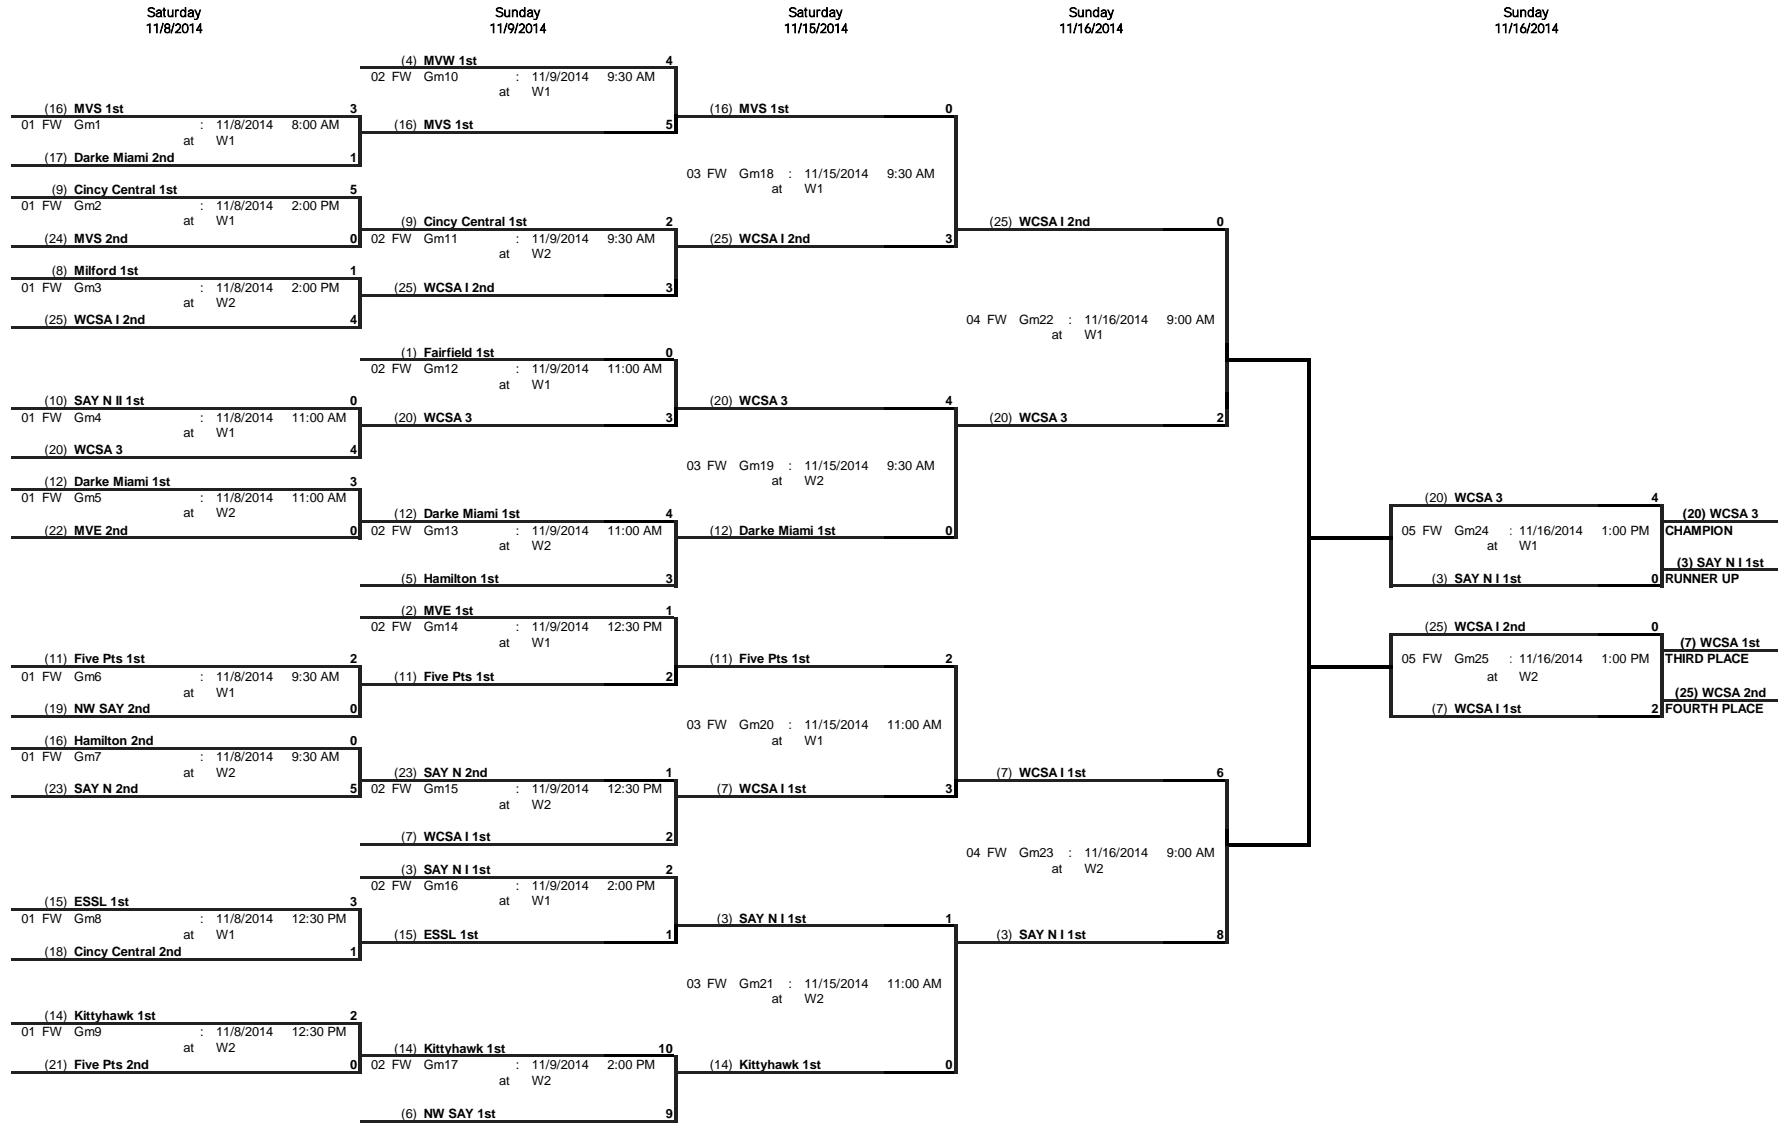 Saturday
11/8/2014
Sunday
11/9/2014
Saturday
11/15/2014
Sunday
11/16/2014
Sunday
11/16/2014
(16) MVS 1st 3
01 FW Gm1 : 11/8/2014 8:00 AM
at W1
(17) Darke Miami 2nd 1
(9) Cincy Central 1st 5
01 FW Gm2 : 11/8/2014 2:00 PM
at W1
(24) MVS 2nd 0
(8) Milford 1st 1
01 FW Gm3 : 11/8/2014 2:00 PM
at W2
(25) WCSA I 2nd 4
(10) SAY N II 1st 0
01 FW Gm4 : 11/8/2014 11:00 AM
at W1
(20) WCSA 3 4
(12) Darke Miami 1st 3
01 FW Gm5 : 11/8/2014 11:00 AM
at W2
(22) MVE 2nd 0
(11) Five Pts 1st 2
01 FW Gm6 : 11/8/2014 9:30 AM
at W1
(19) NW SAY 2nd 0
(16) Hamilton 2nd 0
01 FW Gm7 : 11/8/2014 9:30 AM
at W2
(23) SAY N 2nd 5
(15) ESSL 1st 3
01 FW Gm8 : 11/8/2014 12:30 PM
at W1
(18) Cincy Central 2nd 1
(14) Kittyhawk 1st 2
01 FW Gm9 : 11/8/2014 12:30 PM
at W2
(21) Five Pts 2nd 0
(4) MVW 1st 4
02 FW Gm10 : 11/9/2014 9:30 AM
at W1
(16) MVS 1st 5
(9) Cincy Central 1st 2
02 FW Gm11 : 11/9/2014 9:30 AM
at W2
(25) WCSA I 2nd 3
(1) Fairfield 1st 0
02 FW Gm12 : 11/9/2014 11:00 AM
at W1
(20) WCSA 3 3
(12) Darke Miami 1st 4
02 FW Gm13 : 11/9/2014 11:00 AM
at W2
(5) Hamilton 1st 3
(2) MVE 1st 1
02 FW Gm14 : 11/9/2014 12:30 PM
at W1
(11) Five Pts 1st 2
(23) SAY N 2nd 1
02 FW Gm15 : 11/9/2014 12:30 PM
at W2
(7) WCSA I 1st 2
(3) SAY N I 1st 2
02 FW Gm16 : 11/9/2014 2:00 PM
at W1
(15) ESSL 1st 1
(14) Kittyhawk 1st 10
02 FW Gm17 : 11/9/2014 2:00 PM
at W2
(6) NW SAY 1st 9
(16) MVS 1st 0
03 FW Gm18 : 11/15/2014 9:30 AM
at W1
(25) WCSA I 2nd 3
(20) WCSA 3 4
03 FW Gm19 : 11/15/2014 9:30 AM
at W2
(12) Darke Miami 1st 0
(11) Five Pts 1st 2
03 FW Gm20 : 11/15/2014 11:00 AM
at W1
(7) WCSA I 1st 3
(3) SAY N I 1st 1
03 FW Gm21 : 11/15/2014 11:00 AM
at W2
(14) Kittyhawk 1st 0
(25) WCSA I 2nd 0
04 FW Gm22 : 11/16/2014 9:00 AM
at W1
(20) WCSA 3 2
(7) WCSA I 1st 6
04 FW Gm23 : 11/16/2014 9:00 AM
at W2
(3) SAY N I 1st 8
(20) WCSA 3 4
05 FW Gm24 : 11/16/2014 1:00 PM
at W1
(3) SAY N I 1st 0
(20) WCSA 3
CHAMPION
(3) SAY N I 1st
RUNNER UP
(25) WCSA I 2nd 0
05 FW Gm25 : 11/16/2014 1:00 PM
at W2
(7) WCSA I 1st 2
(7) WCSA 1st
THIRD PLACE
(25) WCSA 2nd
FOURTH PLACE